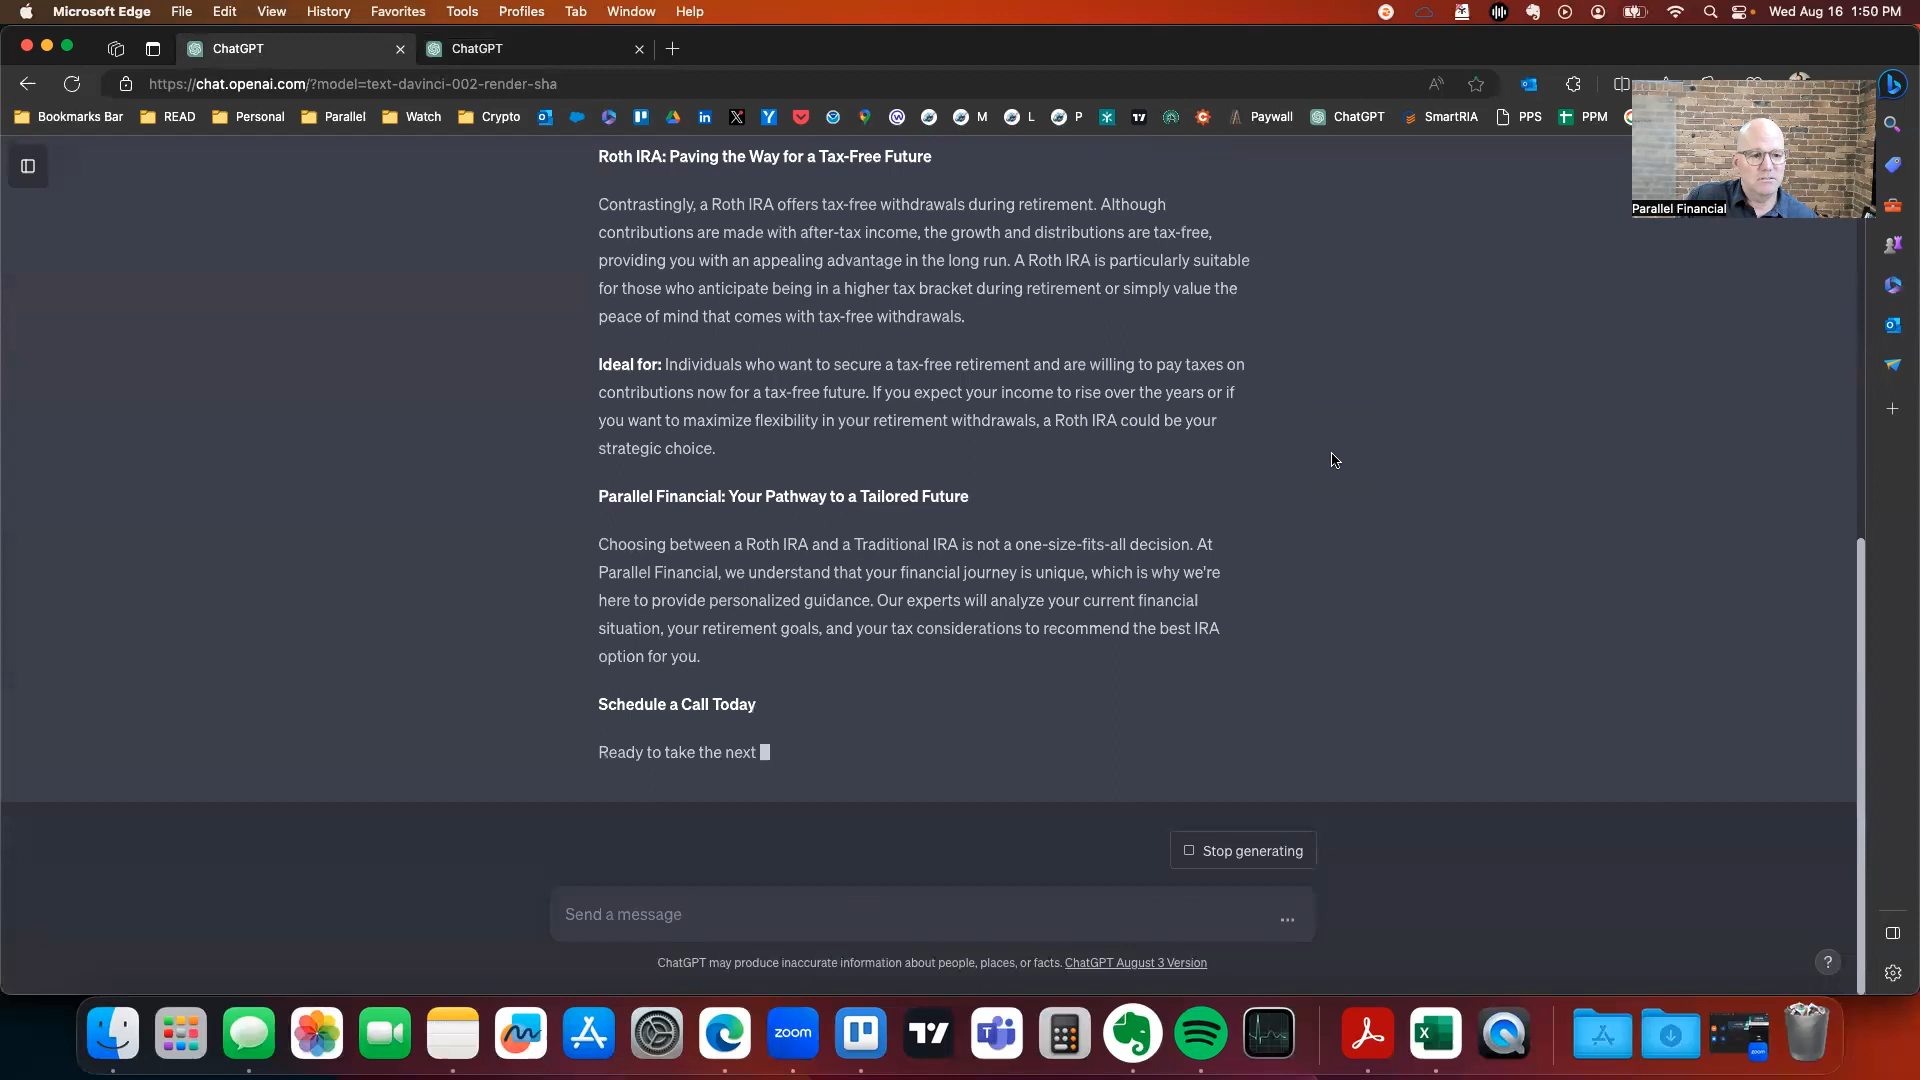 Microsoft Edge File Edit View History Favorites Tools Profiles Tab Window Help Wed Aug 16 1:50 PM
ChatGPT ChatGPT
https://chat.openai.com/?model=text-davinci-002-render-sha
Bookmarks Bar READ Personal Parallel Watch Crypto M L P Paywall ChatGPT SmartRIA PPS PPM
Parallel Financial
Roth IRA: Paving the Way for a Tax-Free Future
Contrastingly, a Roth IRA offers tax-free withdrawals during retirement. Although
contributions are made with after-tax income, the growth and distributions are tax-free,
providing you with an appealing advantage in the long run. A Roth IRA is particularly suitable
for those who anticipate being in a higher tax bracket during retirement or simply value the
peace of mind that comes with tax-free withdrawals.
Ideal for: Individuals who want to secure a tax-free retirement and are willing to pay taxes on
contributions now for a tax-free future. If you expect your income to rise over the years or if
you want to maximize flexibility in your retirement withdrawals, a Roth IRA could be your
strategic choice.
Parallel Financial: Your Pathway to a Tailored Future
Choosing between a Roth IRA and a Traditional IRA is not a one-size-fits-all decision. At
Parallel Financial, we understand that your financial journey is unique, which is why we're
here to provide personalized guidance. Our experts will analyze your current financial
situation, your retirement goals, and your tax considerations to recommend the best IRA
option for you.
Schedule a Call Today
Ready to take the next
Stop generating
Send a message
ChatGPT may produce inaccurate information about people, places, or facts. ChatGPT August 3 Version
zoom